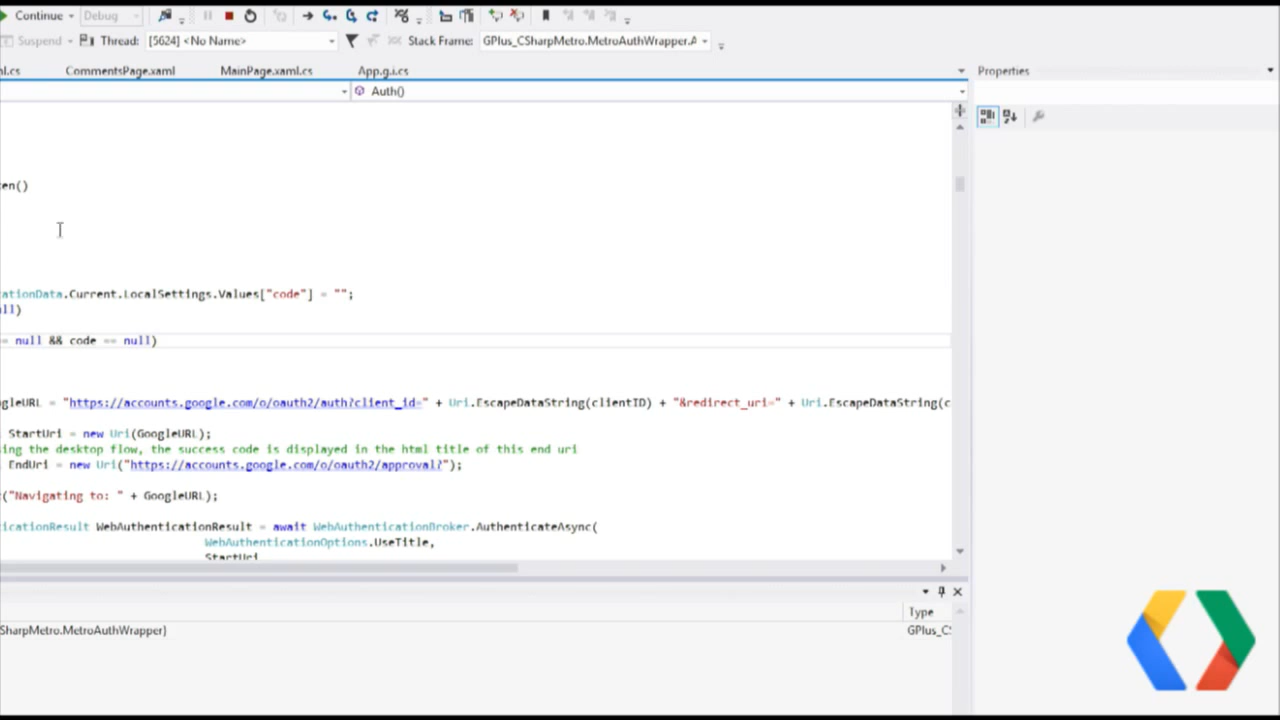 Continue Debug
Suspend Thread: [5624] <No Name> Stack Frame: GPlus_CSharpMetro.MetroAuthWrapper.A
ml.cs CommentsPage.xaml MainPage.xaml.cs App.g.i.cs Properties
Auth()
en()
ationData.Current.LocalSettings.Values["code"] = "";
ll)
= null && code == null)
gleURL = "https://accounts.google.com/o/oauth2/auth?client_id=" + Uri.EscapeDataString(clientID) + "&redirect_uri=" + Uri.EscapeDataString(c
StartUri = new Uri(GoogleURL);
ing the desktop flow, the success code is displayed in the html title of this end uri
EndUri = new Uri("https://accounts.google.com/o/oauth2/approval?");
("Navigating to: " + GoogleURL);
icationResult WebAuthenticationResult = await WebAuthenticationBroker.AuthenticateAsync(
WebAuthenticationOptions.UseTitle,
StartUri
Type
SharpMetro.MetroAuthWrapper} GPlus_CS